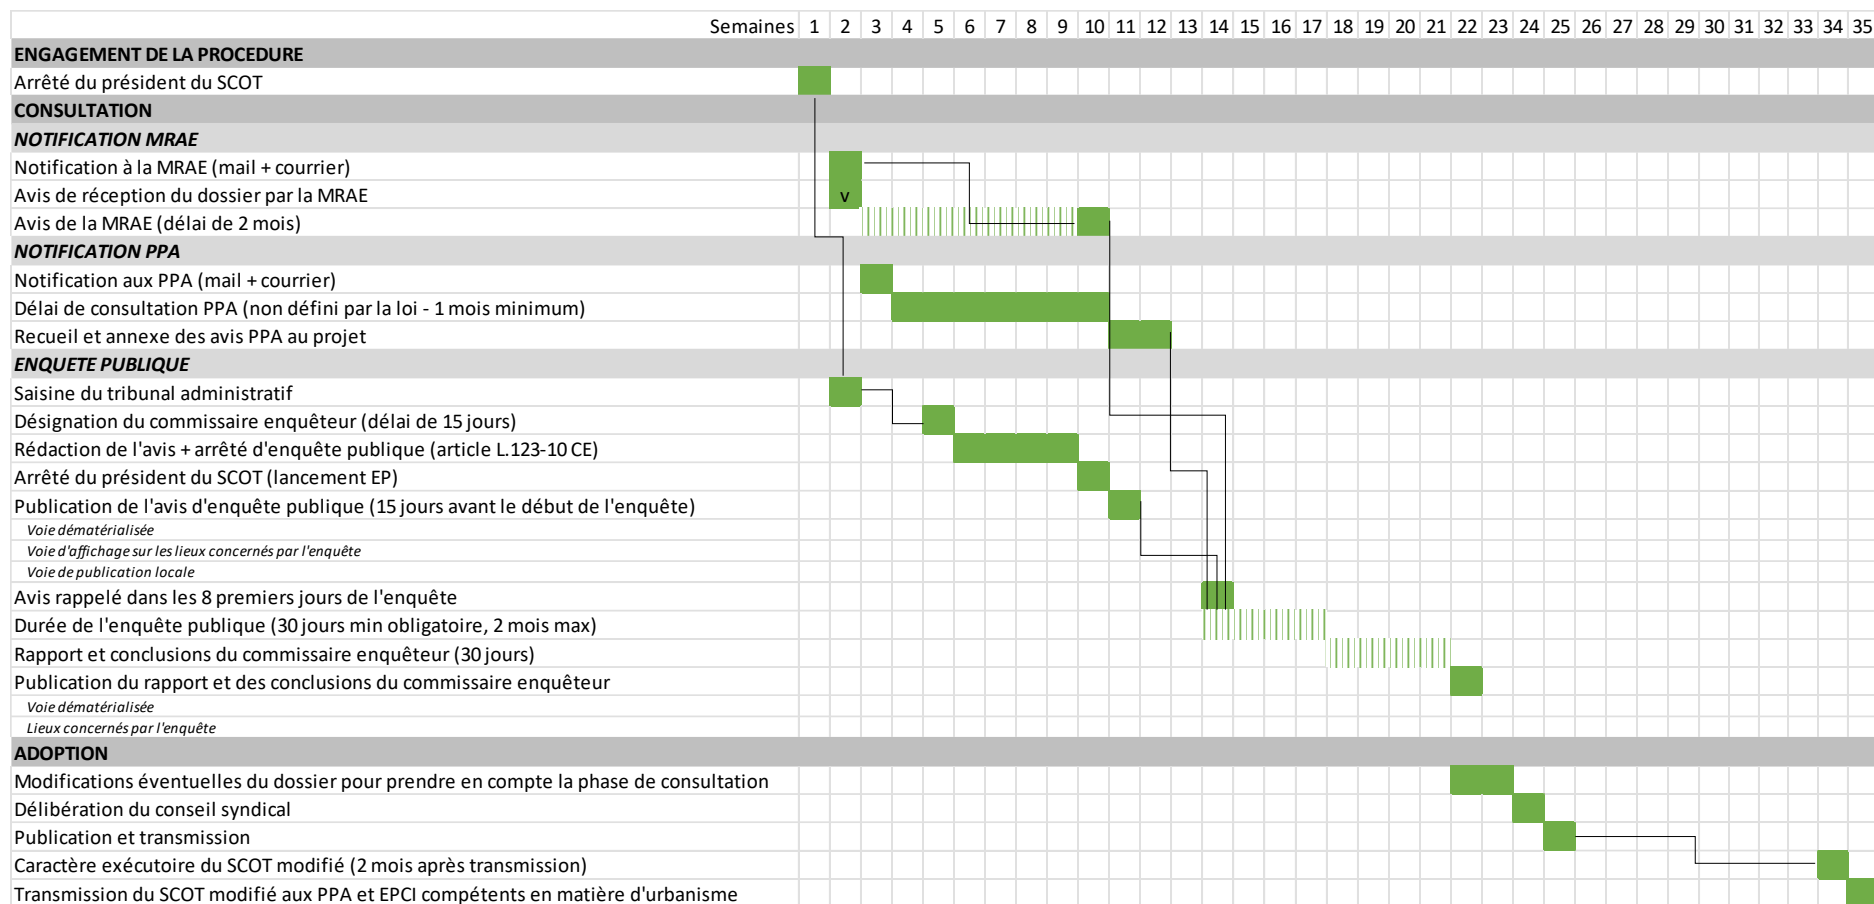 Semaines 1 2 3 4 5 6 7 8 9 10 11 12 13 14 15 16 17 18 19 20 21 22 23 24 25 26 27 28 29 30 31 32 33 34 35
ENGAGEMENT DE LA PROCEDURE
Arrêté du président du SCOT
CONSULTATION
NOTIFICATION MRAE
Notification à la MRAE (mail + courrier)
Avis de réception du dossier par la MRAE v
Avis de la MRAE (délai de 2 mois)
NOTIFICATION PPA
Notification aux PPA (mail + courrier)
Délai de consultation PPA (non défini par la loi - 1 mois minimum)
Recueil et annexe des avis PPA au projet
ENQUETE PUBLIQUE
Saisine du tribunal administratif
Désignation du commissaire enquêteur (délai de 15 jours)
Rédaction de l'avis + arrêté d'enquête publique (article L.123-10 CE)
Arrêté du président du SCOT (lancement EP)
Publication de l'avis d'enquête publique (15 jours avant le début de l'enquête)
Voie dématérialisée
Voie d'affichage sur les lieux concernés par l'enquête
Voie de publication locale
Avis rappelé dans les 8 premiers jours de l'enquête
Durée de l'enquête publique (30 jours min obligatoire, 2 mois max)
Rapport et conclusions du commissaire enquêteur (30 jours)
Publication du rapport et des conclusions du commissaire enquêteur
Voie dématérialisée
Lieux concernés par l'enquête
ADOPTION
Modifications éventuelles du dossier pour prendre en compte la phase de consultation
Délibération du conseil syndical
Publication et transmission
Caractère exécutoire du SCOT modifié (2 mois après transmission)
Transmission du SCOT modifié aux PPA et EPCI compétents en matière d'urbanisme